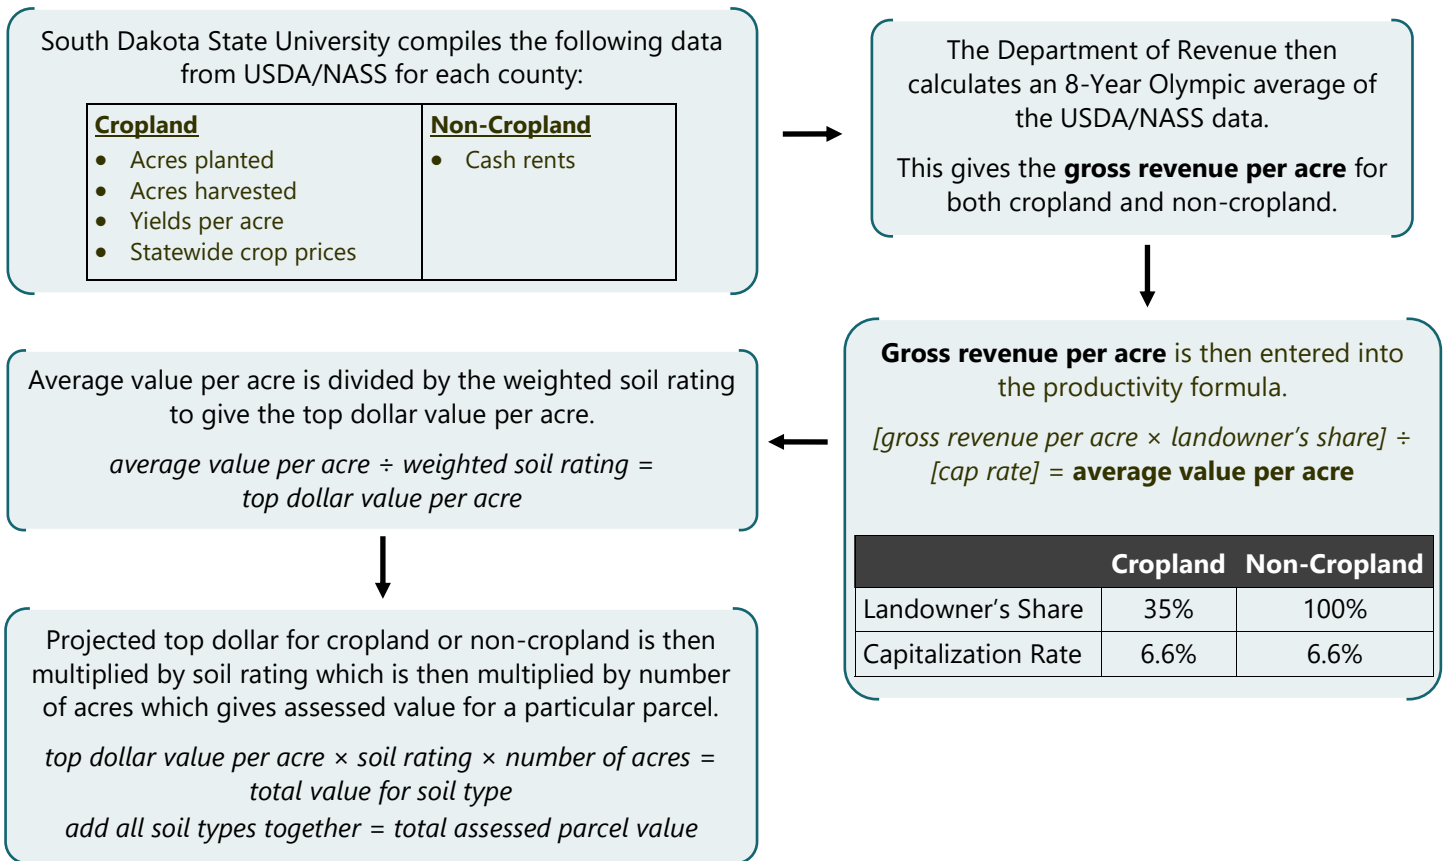 South Dakota State University compiles the following data
from USDA/NASS for each county:
Cropland
• Acres planted
• Acres harvested
• Yields per acre
• Statewide crop prices
Non-Cropland
• Cash rents
The Department of Revenue then
calculates an 8-Year Olympic average of
the USDA/NASS data.
This gives the gross revenue per acre for
both cropland and non-cropland.
Gross revenue per acre is then entered into
the productivity formula.
[gross revenue per acre × landowner’s share] ÷
[cap rate] = average value per acre
Cropland Non-Cropland
Landowner’s Share 35% 100%
Capitalization Rate 6.6% 6.6%
Average value per acre is divided by the weighted soil rating
to give the top dollar value per acre.
average value per acre ÷ weighted soil rating =
top dollar value per acre
Projected top dollar for cropland or non-cropland is then
multiplied by soil rating which is then multiplied by number
of acres which gives assessed value for a particular parcel.
top dollar value per acre × soil rating × number of acres =
total value for soil type
add all soil types together = total assessed parcel value